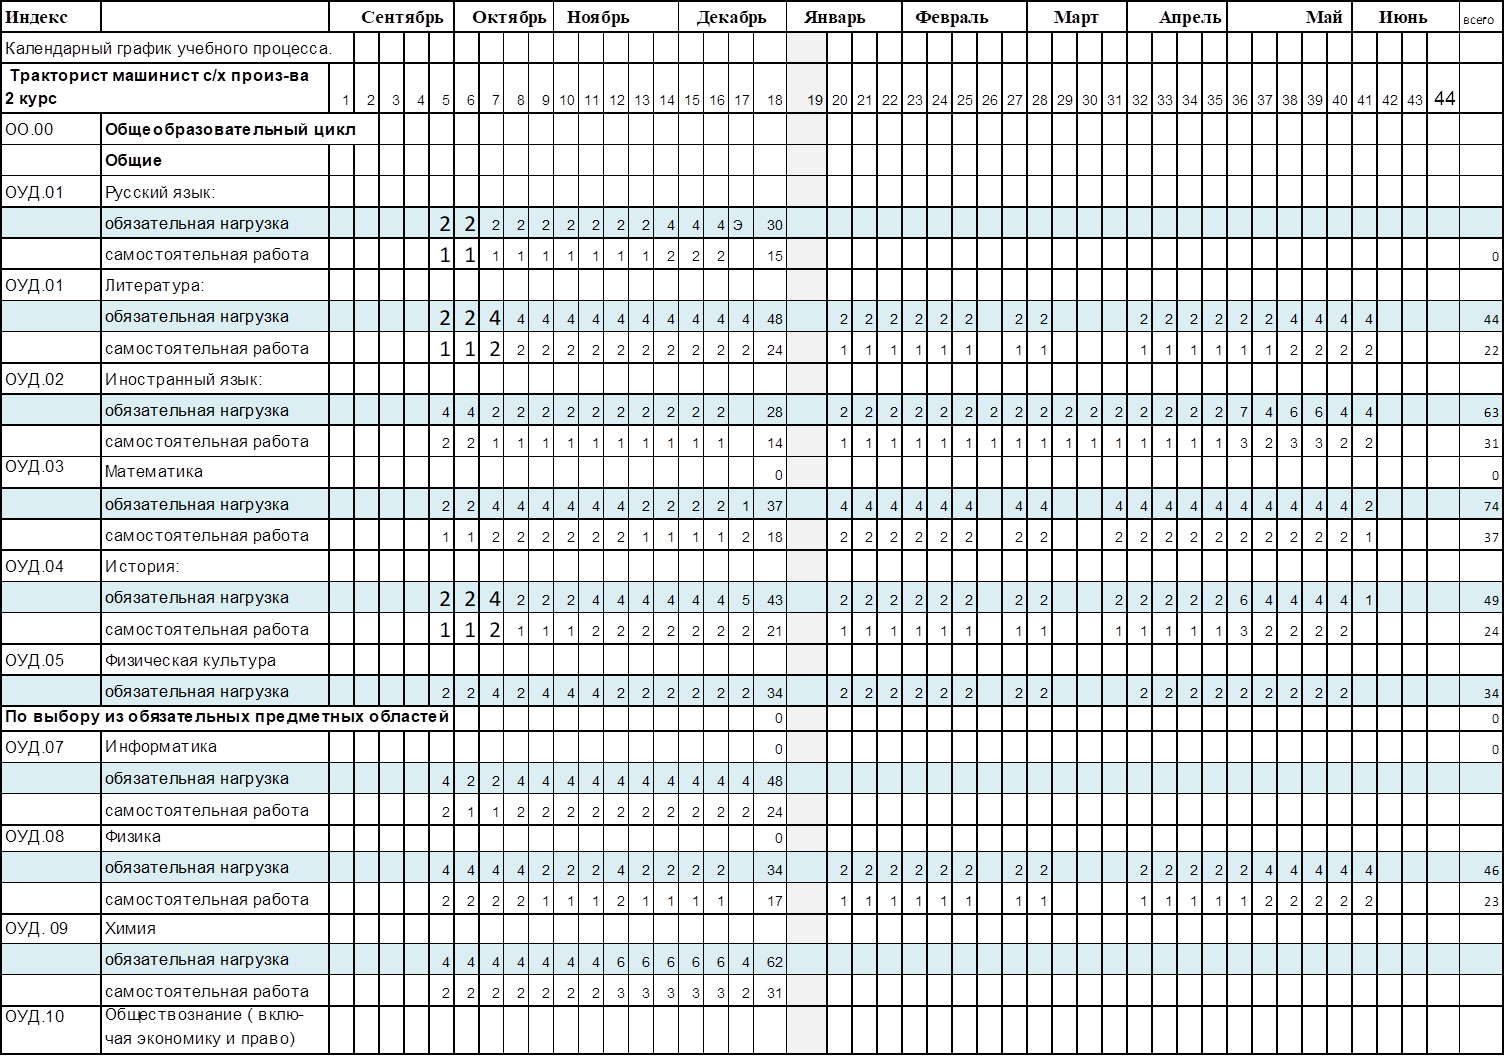 Индекс Сентябрь Октябрь Ноябрь Декабрь Январь Февраль Март Апрель Май Июнь всего
Календарный график учебного процесса.
Тракторист машинист с/х произ-ва
2 курс 1 2 3 4 5 6 7 8 9 10 11 12 13 14 15 16 17 18 19 20 21 22 23 24 25 26 27 28 29 30 31 32 33 34 35 36 37 38 39 40 41 42 43 44
ОО.00 Общеобразовательный цикл
Общие
ОУД.01 Русский язык:
обязательная нагрузка 2 2 2 2 2 2 2 2 2 4 4 4 Э 30
самостоятельная работа 1 1 1 1 1 1 1 1 1 2 2 2 15 0
ОУД.01 Литература:
обязательная нагрузка 2 2 4 4 4 4 4 4 4 4 4 4 4 48 2 2 2 2 2 2 2 2 2 2 2 2 2 2 4 4 4 4 44
самостоятельная работа 1 1 2 2 2 2 2 2 2 2 2 2 2 24 1 1 1 1 1 1 1 1 1 1 1 1 1 1 2 2 2 2 22
ОУД.02 Иностранный язык:
обязательная нагрузка 4 4 2 2 2 2 2 2 2 2 2 2 28 2 2 2 2 2 2 2 2 2 2 2 2 2 2 2 2 7 4 6 6 4 4 63
самостоятельная работа 2 2 1 1 1 1 1 1 1 1 1 1 14 1 1 1 1 1 1 1 1 1 1 1 1 1 1 1 1 3 2 3 3 2 2 31
ОУД.03 Математика 0 0
обязательная нагрузка 2 2 4 4 4 4 4 4 2 2 2 2 1 37 4 4 4 4 4 4 4 4 4 4 4 4 4 4 4 4 4 4 2 74
самостоятельная работа 1 1 2 2 2 2 2 2 1 1 1 1 2 18 2 2 2 2 2 2 2 2 2 2 2 2 2 2 2 2 2 2 1 37
ОУД.04 История:
обязательная нагрузка 2 2 4 2 2 2 4 4 4 4 4 4 5 43 2 2 2 2 2 2 2 2 2 2 2 2 2 6 4 4 4 4 1 49
самостоятельная работа 1 1 2 1 1 1 2 2 2 2 2 2 2 21 1 1 1 1 1 1 1 1 1 1 1 1 1 3 2 2 2 2 24
ОУД.05 Физическая культура
обязательная нагрузка 2 2 4 2 4 4 4 2 2 2 2 2 2 34 2 2 2 2 2 2 2 2 2 2 2 2 2 2 2 2 2 34
По выбору из обязательных предметных областей 0 0
ОУД.07 Информатика 0 0
обязательная нагрузка 4 2 2 4 4 4 4 4 4 4 4 4 4 48
самостоятельная работа 2 1 1 2 2 2 2 2 2 2 2 2 2 24
ОУД.08 Физика 0
обязательная нагрузка 4 4 4 4 2 2 2 4 2 2 2 2 34 2 2 2 2 2 2 2 2 2 2 2 2 2 4 4 4 4 4 46
самостоятельная работа 2 2 2 2 1 1 1 2 1 1 1 1 17 1 1 1 1 1 1 1 1 1 1 1 1 1 2 2 2 2 2 23
ОУД. 09 Химия
обязательная нагрузка 4 4 4 4 4 4 4 6 6 6 6 6 4 62
самостоятельная работа 2 2 2 2 2 2 2 3 3 3 3 3 2 31
ОУД.10 Обществознание ( вклю-
чая экономику и право)